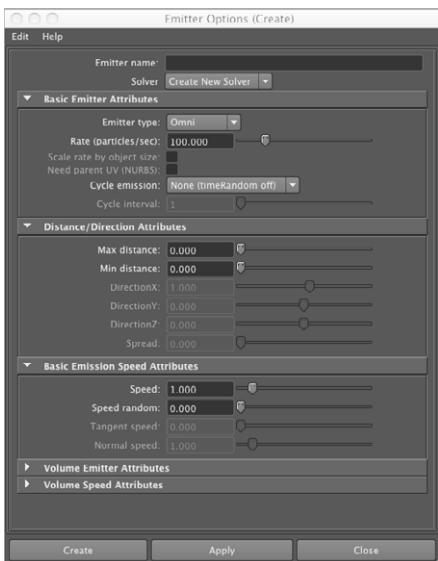 Emitter Options (Create)
Edit Help
Emitter name:
Solver Create New Solver
Basic Emitter Attributes
Emitter type: Omni
Rate (particles/sec): 100.000
Scale rate by object size:
Need parent UV (NURBS):
Cycle emission: None (timeRandom off)
Cycle interval: 1
Distance/Direction Attributes
Max distance: 0.000
Min distance: 0.000
DirectionX: 1.000
DirectionY: 0.000
DirectionZ: 0.000
Spread: 0.000
Basic Emission Speed Attributes
Speed: 1.000
Speed random: 0.000
Tangent speed: 0.000
Normal speed: 1.000
Volume Emitter Attributes
Volume Speed Attributes
Create Apply Close